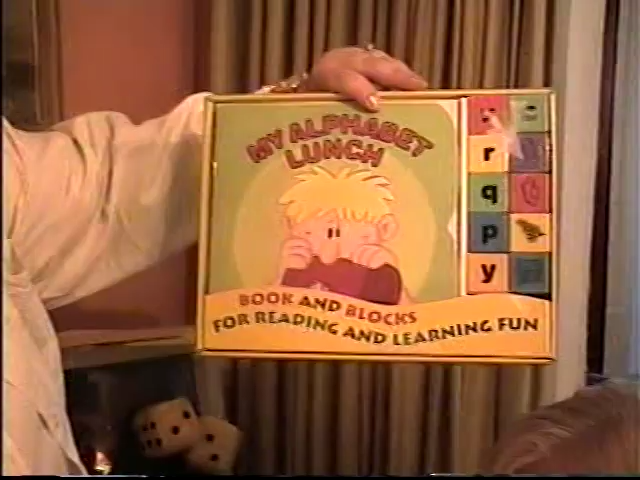 MY ALPHABET
LUNCH
r
q
p
y
BOOK AND BLOCKS
FOR READING AND LEARNING FUN